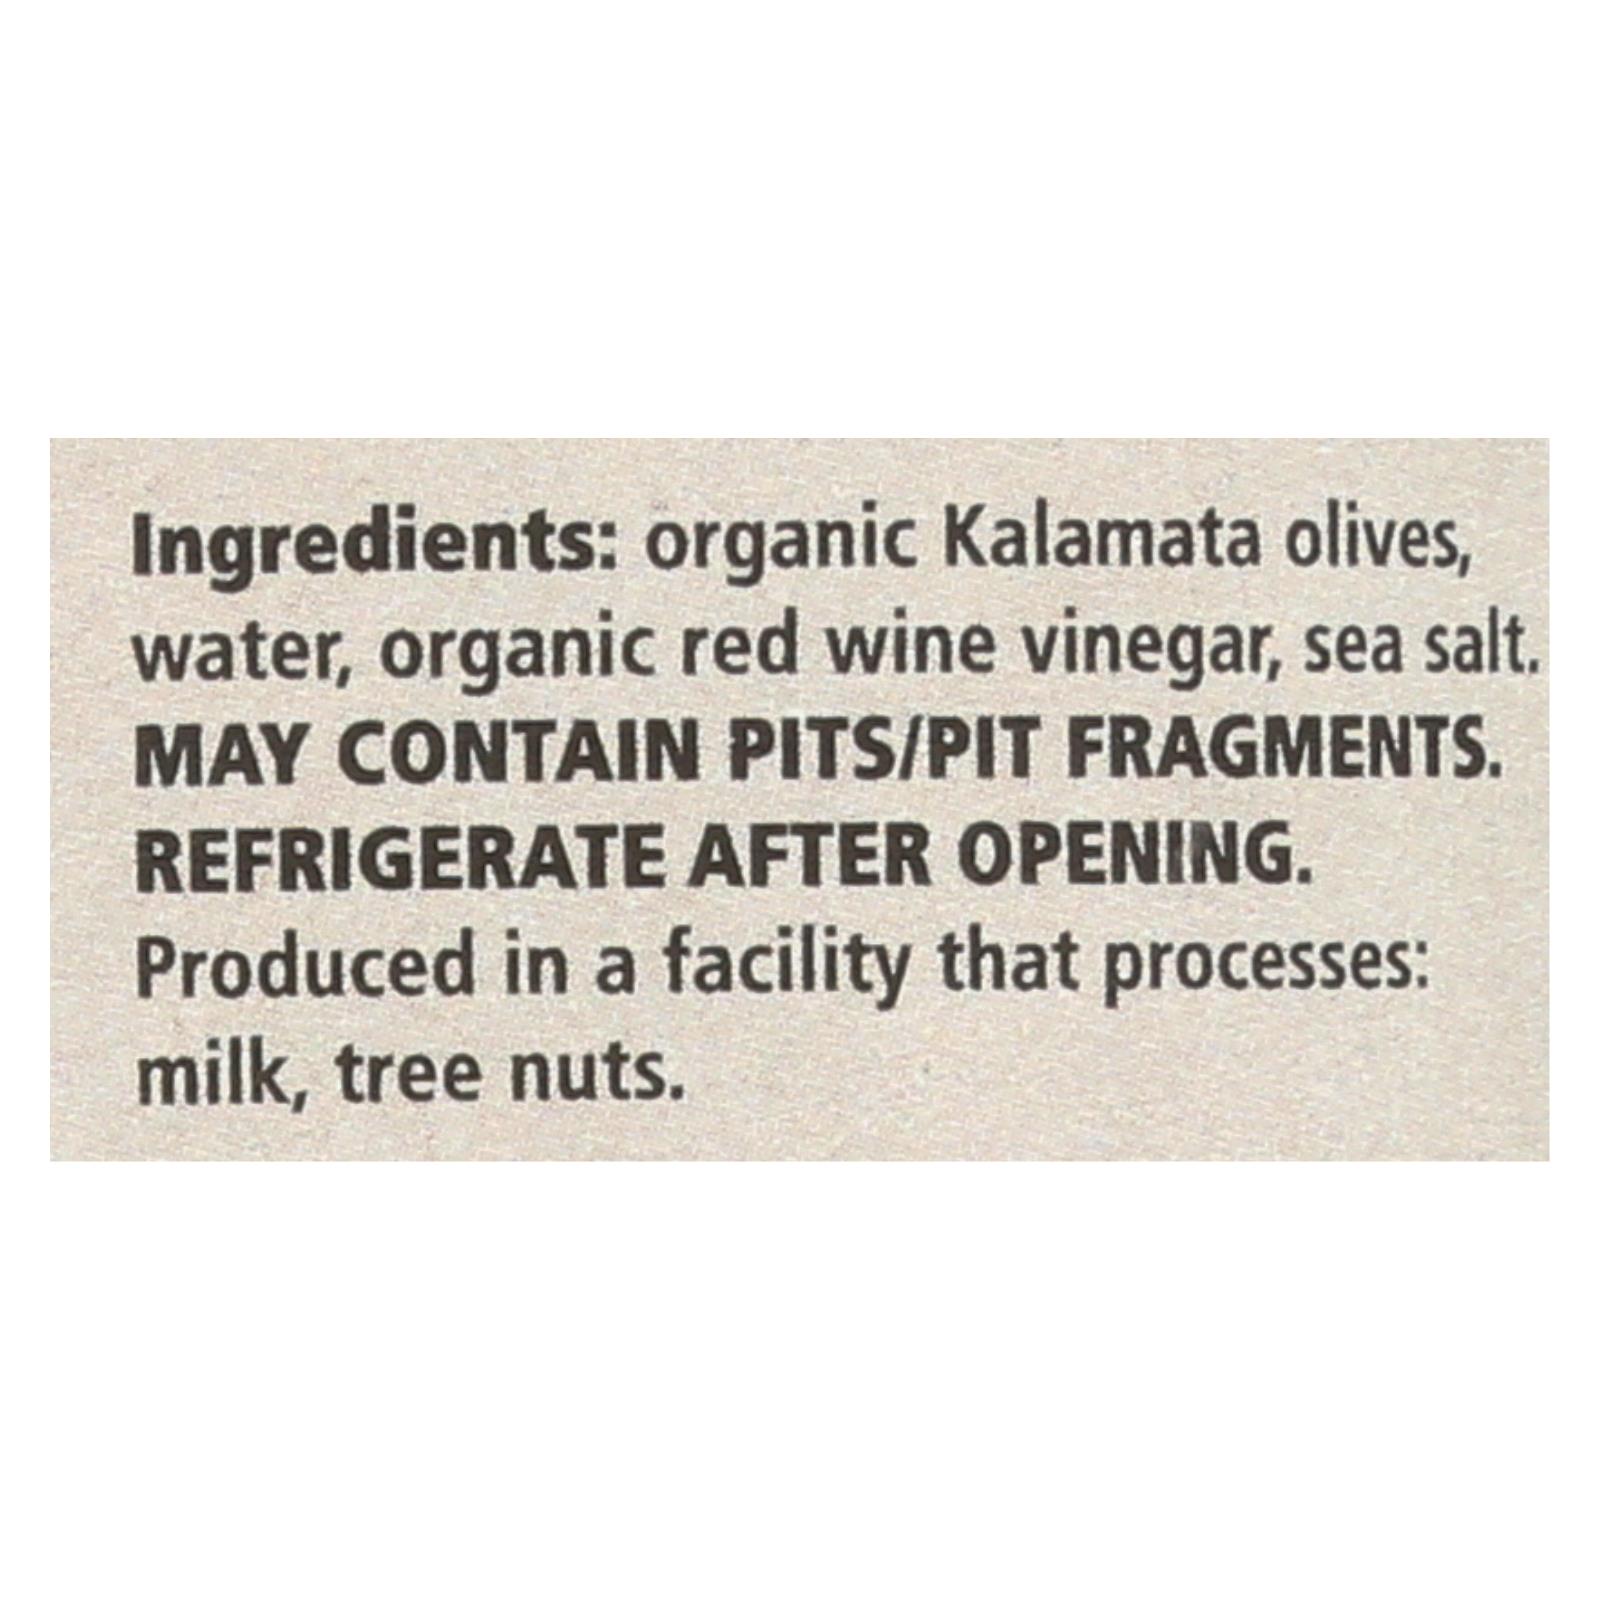 Ingredients: organic Kalamata olives,
water, organic red wine vinegar, sea salt.
MAY CONTAIN PITS/PIT FRAGMENTS.
REFRIGERATE AFTER OPENING.
Produced in a facility that processes:
milk, tree nuts.